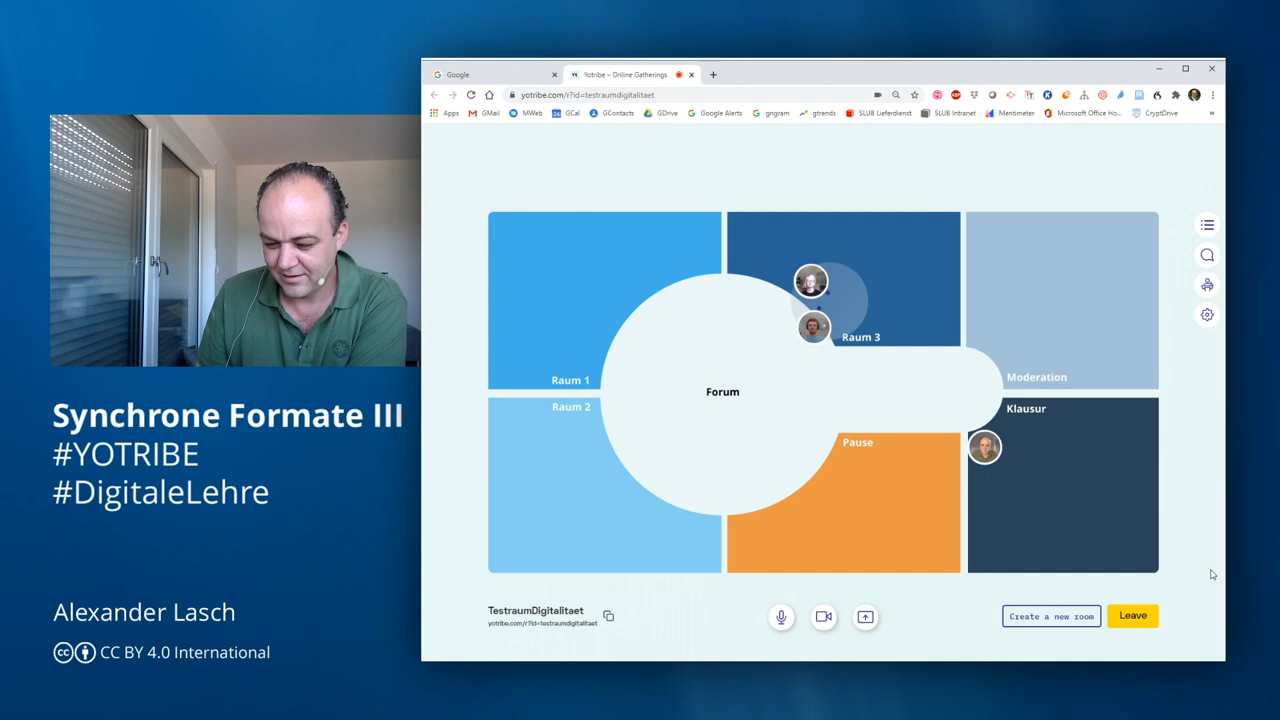 Google
Yotribe – Online Gatherings
yotribe.com/r?id=testraumdigitalitaet
Apps
GMail
MWeb
GCal
GContacts
GDrive
Google Alerts
gngram
gtrends
SLUB Lieferdienst
SLUB Intranet
Mentimeter
Microsoft Office Ho...
CryptDrive
»
Raum 3
Raum 1
Moderation
Forum
Raum 2
Klausur
Pause
Synchrone Formate III
#YOTRIBE
#DigitaleLehre
Alexander Lasch
CC BY 4.0 International
TestraumDigitalitaet
yotribe.com/r?id=testraumdigitalitaet
Create a new room
Leave